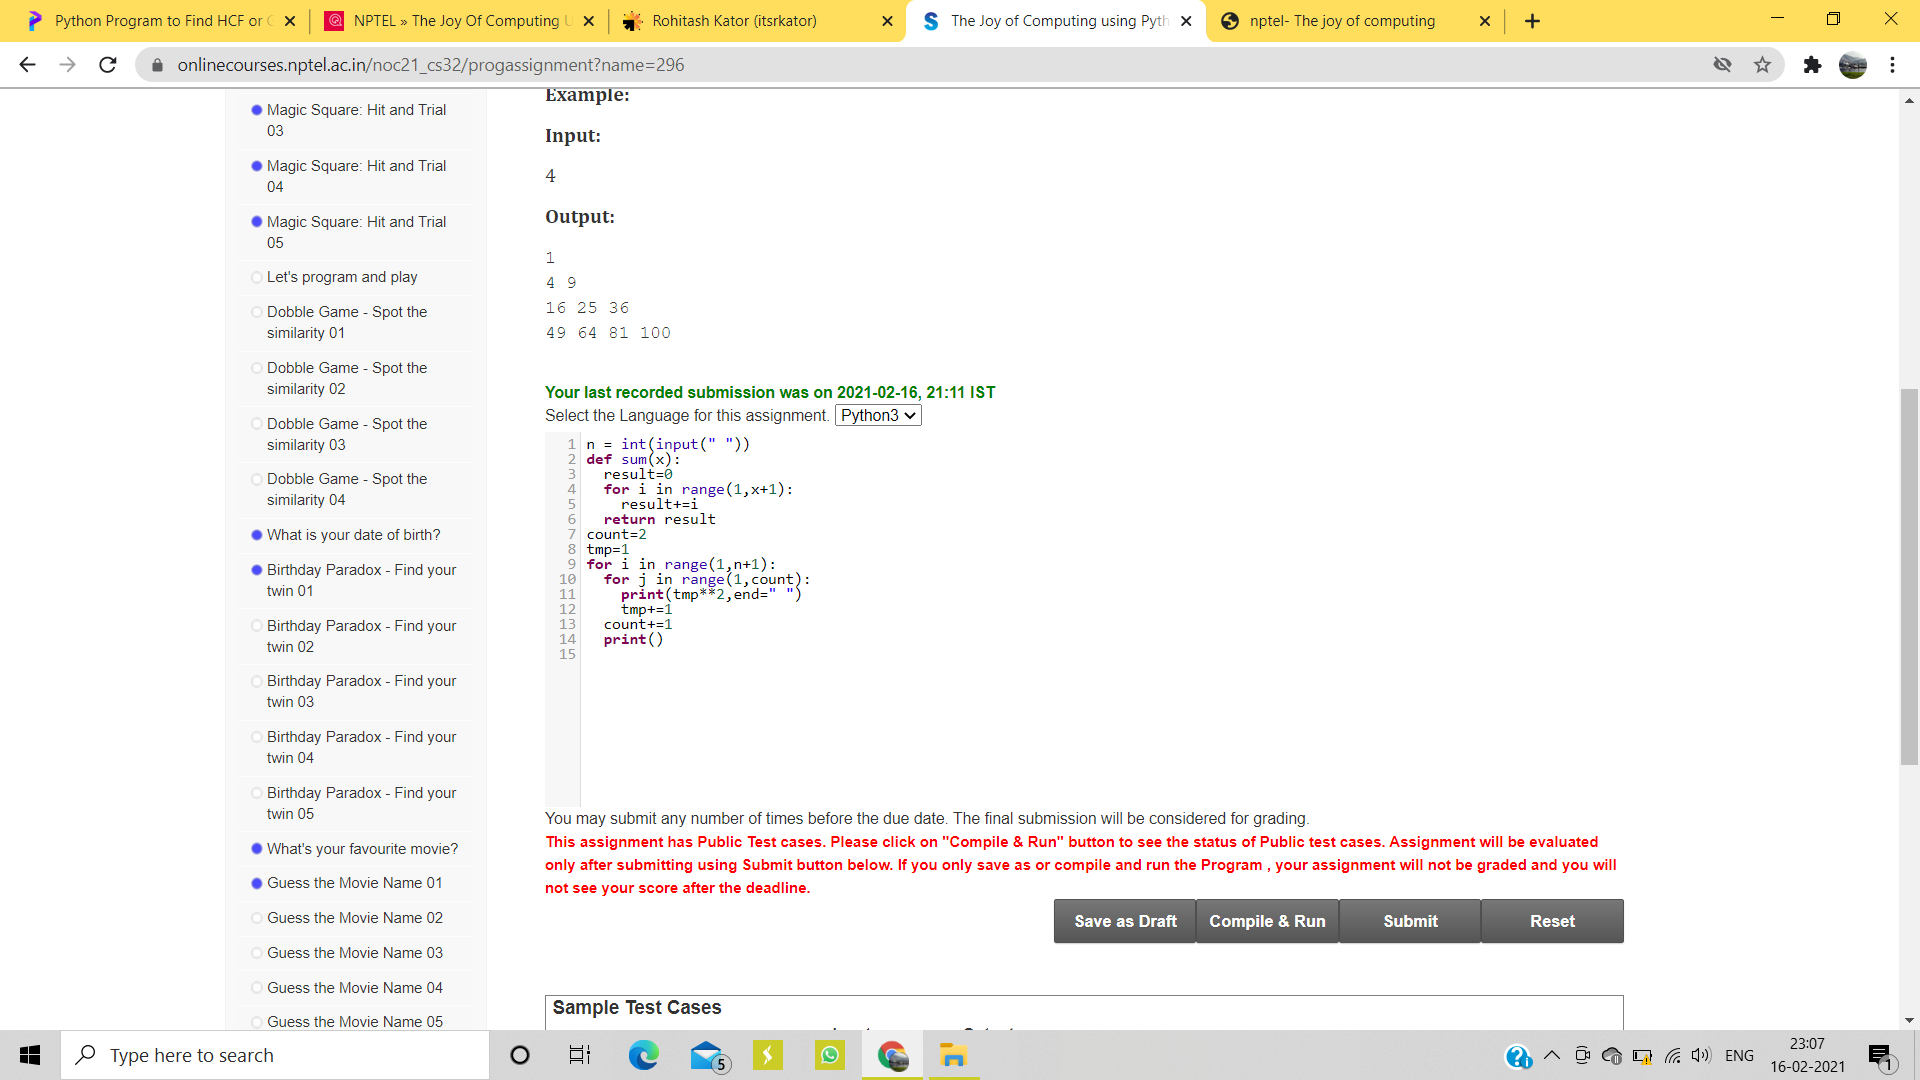 Python Program to Find HCF or
NPTEL » The Joy Of Computing
Rohitash Kator (itsrkator)
The Joy of Computing using Pyth
nptel- The joy of computing
onlinecourses.nptel.ac.in/noc21_cs32/progassignment?name=296
Magic Square: Hit and Trial
03
Magic Square: Hit and Trial
04
Magic Square: Hit and Trial
05
Let's program and play
Dobble Game - Spot the
similarity 01
Dobble Game - Spot the
similarity 02
Dobble Game - Spot the
similarity 03
Dobble Game - Spot the
similarity 04
What is your date of birth?
Birthday Paradox - Find your
twin 01
Birthday Paradox - Find your
twin 02
Birthday Paradox - Find your
twin 03
Birthday Paradox - Find your
twin 04
Birthday Paradox - Find your
twin 05
What's your favourite movie?
Guess the Movie Name 01
Guess the Movie Name 02
Guess the Movie Name 03
Guess the Movie Name 04
Guess the Movie Name 05
Example:
Input:
4
Output:
1
4 9
16 25 36
49 64 81 100
Your last recorded submission was on 2021-02-16, 21:11 IST
Select the Language for this assignment. Python3
1 n = int(input(" "))
2 def sum(x):
3   result=0
4   for i in range(1,x+1):
5     result+=i
6   return result
7 count=2
8 tmp=1
9 for i in range(1,n+1):
10   for j in range(1,count):
11     print(tmp**2,end=" ")
12     tmp+=1
13   count+=1
14   print()
15
You may submit any number of times before the due date. The final submission will be considered for grading.
This assignment has Public Test cases. Please click on "Compile & Run" button to see the status of Public test cases. Assignment will be evaluated
only after submitting using Submit button below. If you only save as or compile and run the Program , your assignment will not be graded and you will
not see your score after the deadline.
Save as Draft
Compile & Run
Submit
Reset
Sample Test Cases
Type here to search
5
ENG
23:07
16-02-2021
1